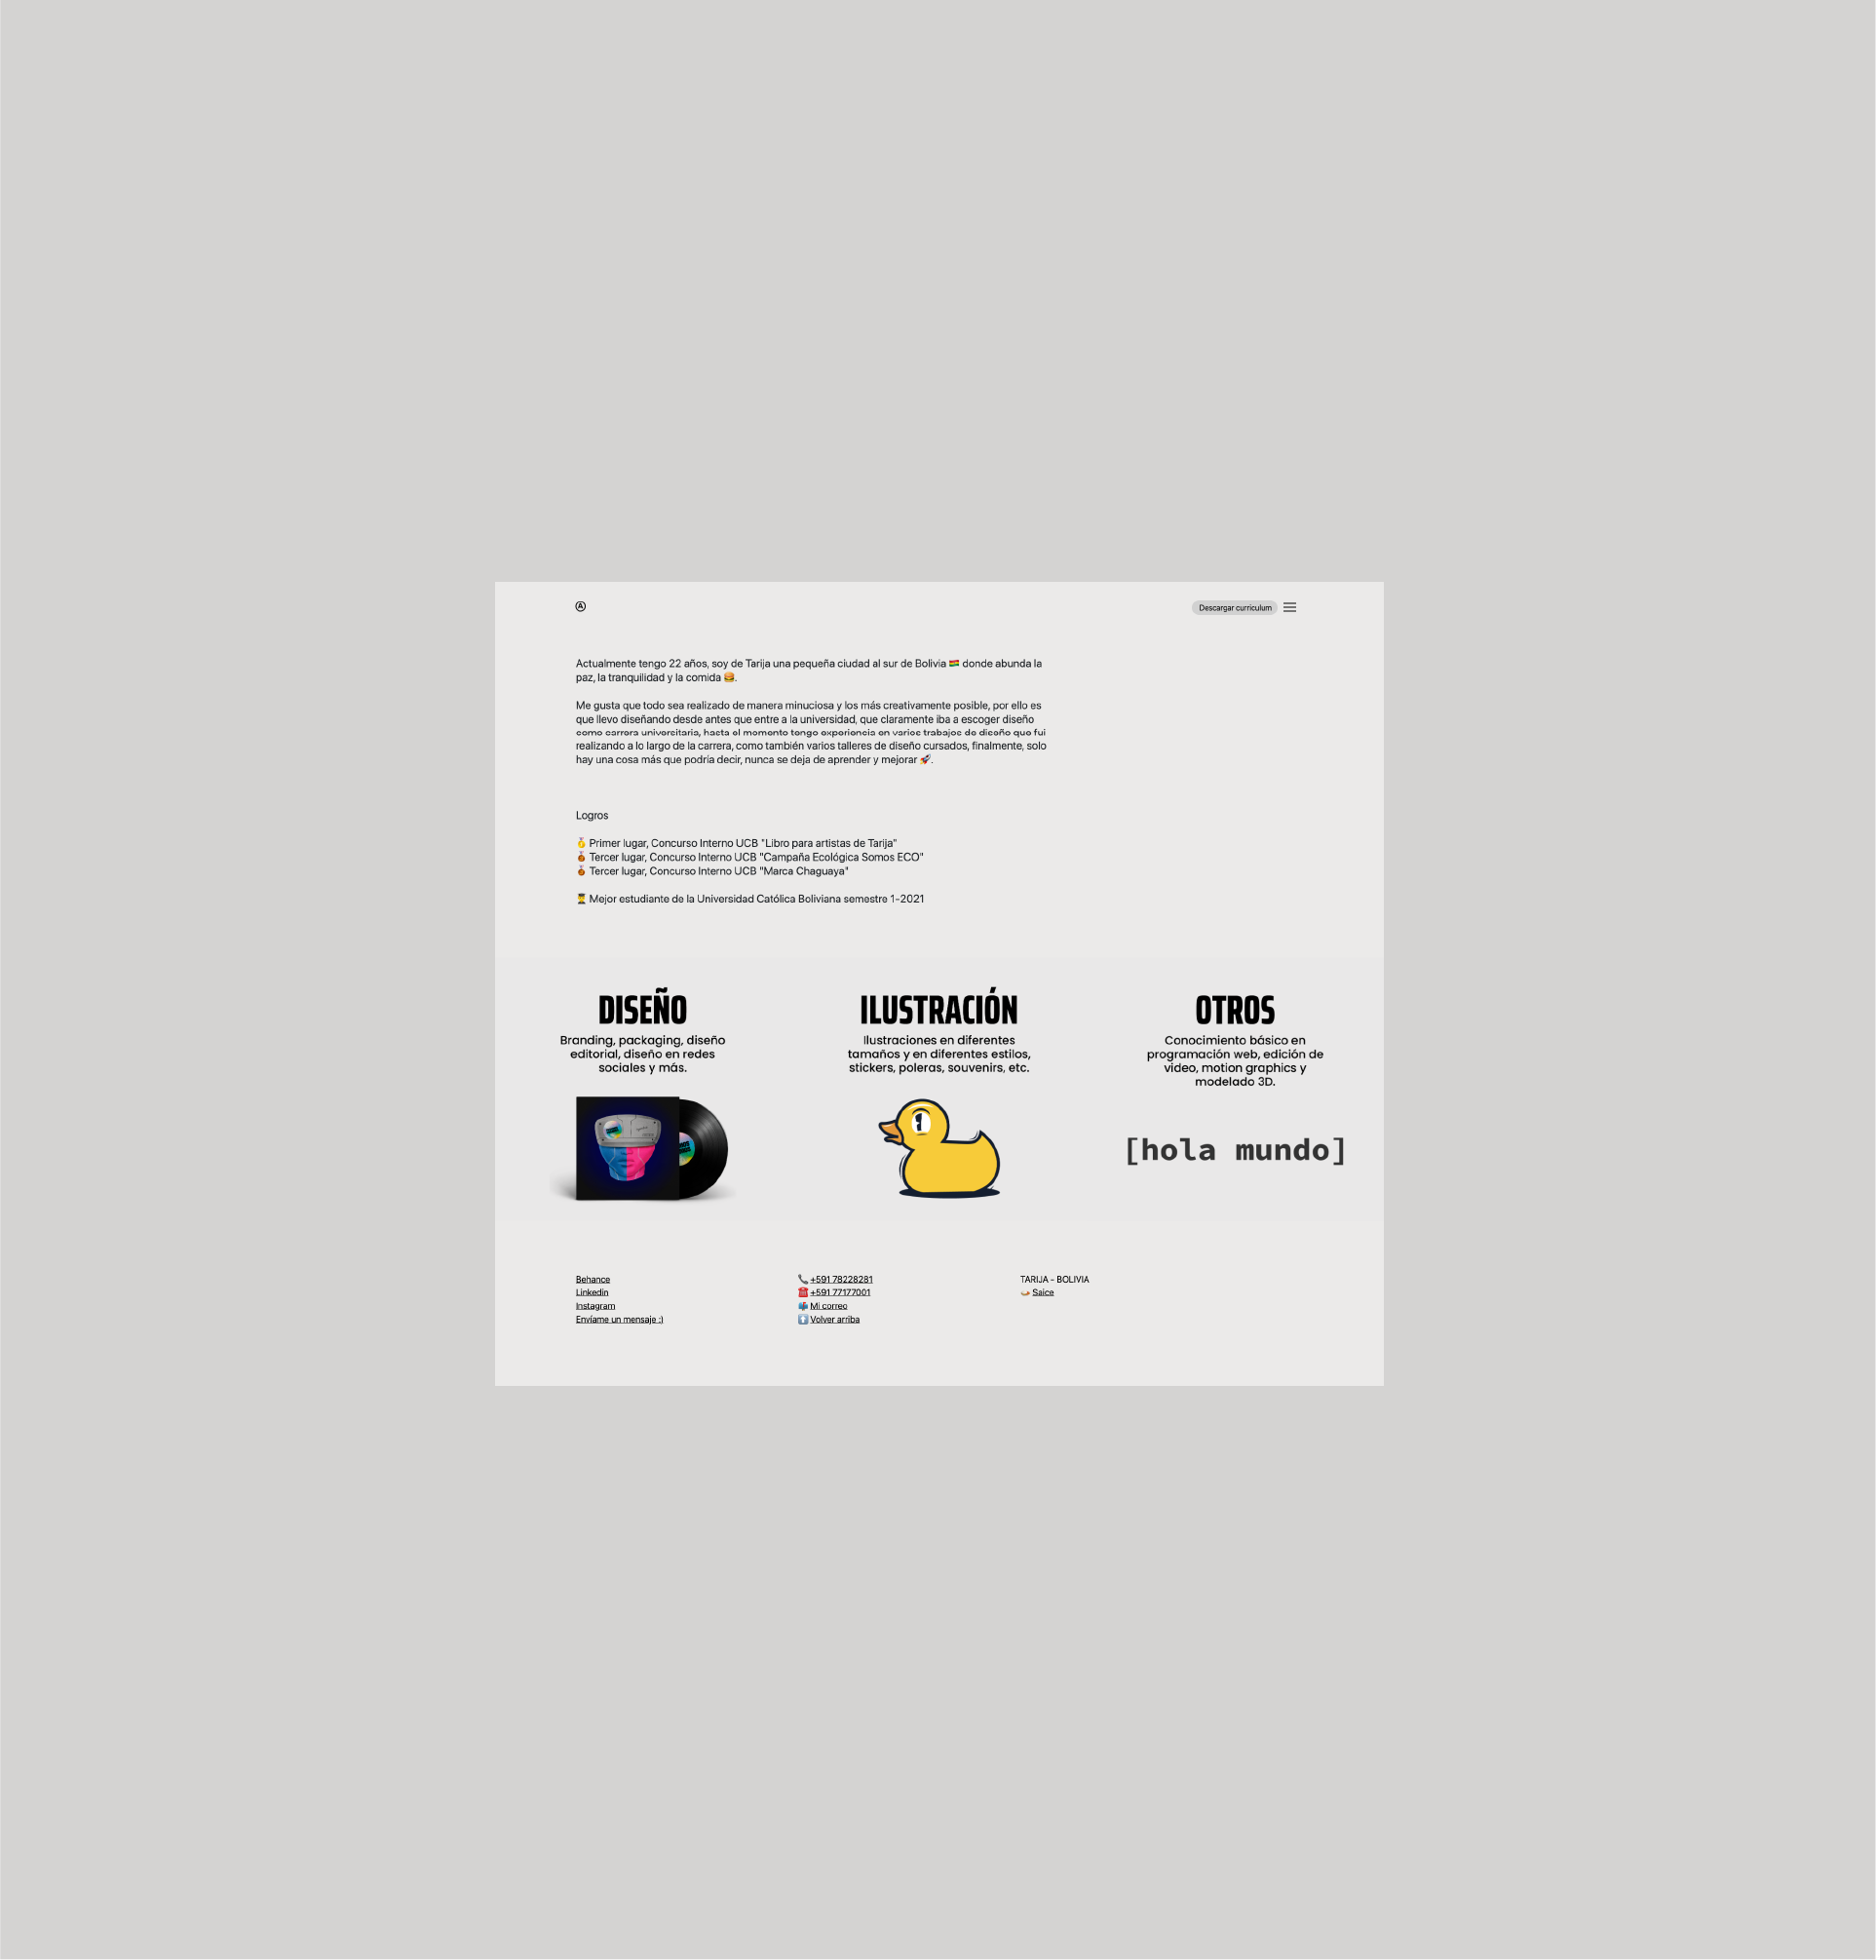 Ⓐ
Descargar curriculum
Actualmente tengo 22 años, soy de Tarija una pequeña ciudad al sur de Bolivia 🇧🇴 donde abunda la
paz, la tranquilidad y la comida 🍔.
Me gusta que todo sea realizado de manera minuciosa y los más creativamente posible, por ello es
que llevo diseñando desde antes que entre a la universidad, que claramente iba a escoger diseño
como carrera universitaria, hasta el momento tengo experiencia en varios trabajos de diseño que fui
realizando a lo largo de la carrera, como también varios talleres de diseño cursados, finalmente, solo
hay una cosa más que podría decir, nunca se deja de aprender y mejorar 🚀.
Logros
🥇 Primer lugar, Concurso Interno UCB "Libro para artistas de Tarija"
🥉 Tercer lugar, Concurso Interno UCB "Campaña Ecológica Somos ECO"
🥉 Tercer lugar, Concurso Interno UCB "Marca Chaguaya"
👨‍🎓 Mejor estudiante de la Universidad Católica Boliviana semestre 1-2021
DISEÑO
Branding, packaging, diseño
editorial, diseño en redes
sociales y más.
ILUSTRACIÓN
Ilustraciones en diferentes
tamaños y en diferentes estilos,
stickers, poleras, souvenirs, etc.
OTROS
Conocimiento básico en
programación web, edición de
video, motion graphics y
modelado 3D.
[hola mundo]
Behance
Linkedin
Instagram
Envíame un mensaje :)
📞 +591 78228281
☎️ +591 77177001
📫 Mi correo
⬆️ Volver arriba
TARIJA - BOLIVIA
🍛 Saice